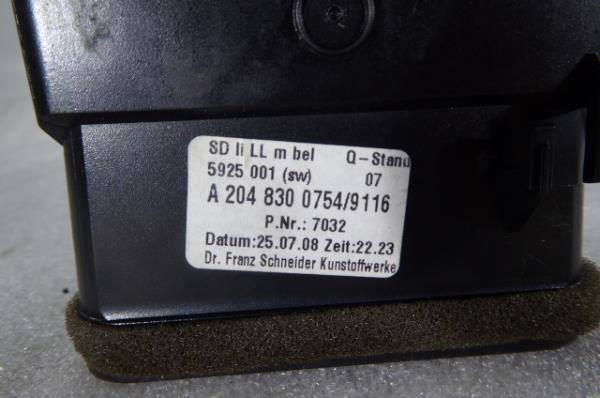 SD li LL m bel Q-Stand
5925 001 (sw) 07
A 204 830 0754/9116
P.Nr.: 7032
Datum:25.07.08 Zeit:22.23
Dr. Franz Schneider Kunstoffwerke